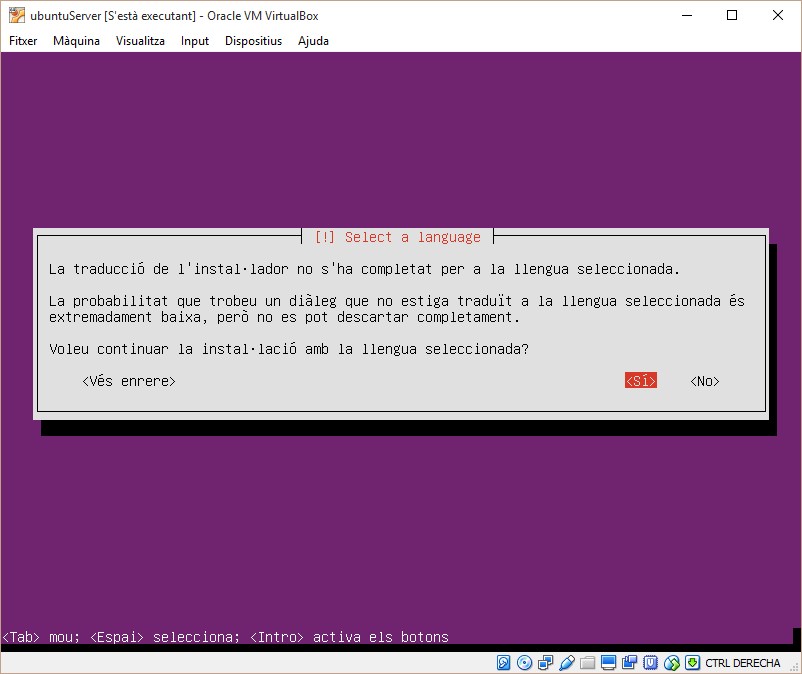 ubuntuServer [S'està executant] - Oracle VM VirtualBox
Fitxer Màquina Visualitza Input Dispositius Ajuda
[!] Select a language
La traducció de l'instal·lador no s'ha completat per a la llengua seleccionada.
La probabilitat que trobeu un diàleg que no estiga traduït a la llengua seleccionada és
extremadament baixa, però no es pot descartar completament.
Voleu continuar la instal·lació amb la llengua seleccionada?
<Vés enrere> <Sí> <No>
<Tab> mou; <Espai> selecciona; <Intro> activa els botons
CTRL DERECHA